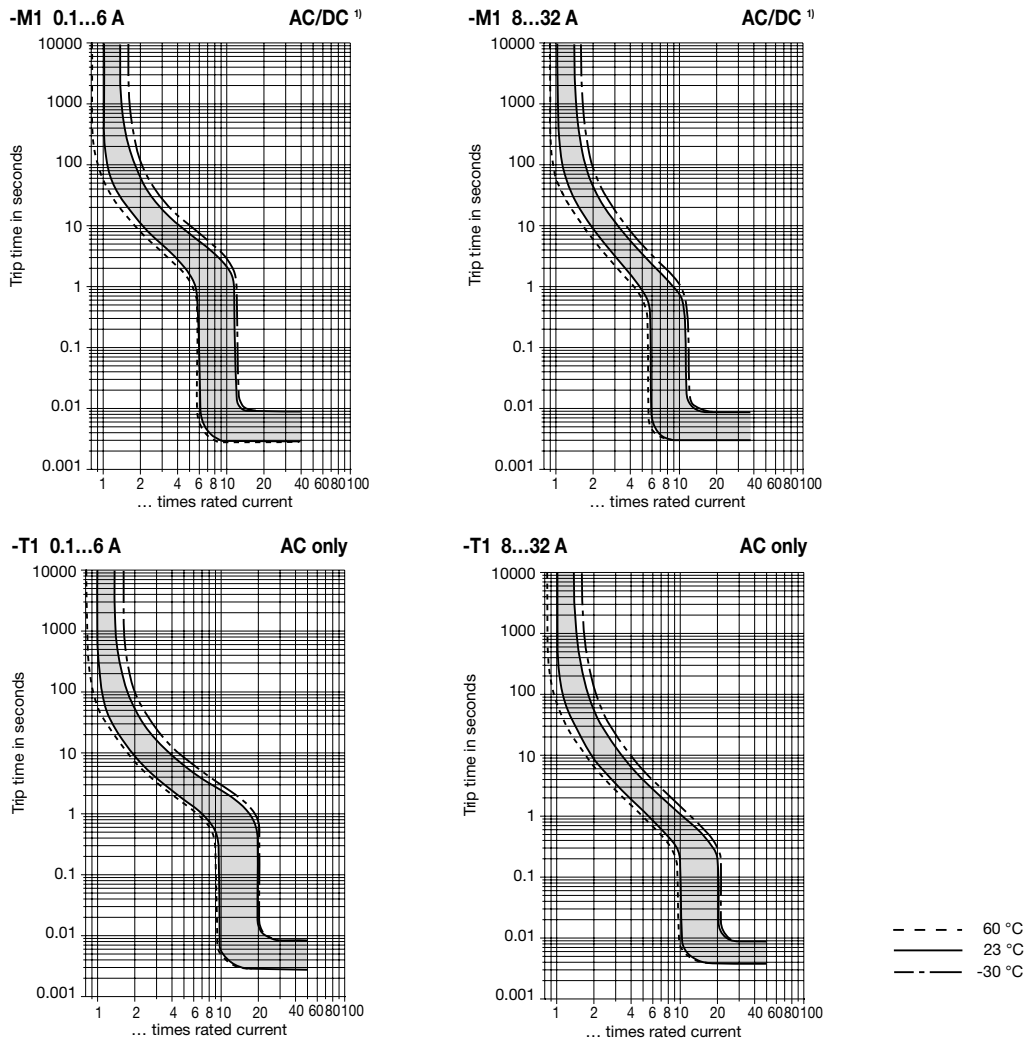 -M1 0.1...6 A AC/DC 1)
10000
1000
100
10
1
0.1
0.01
0.001
Trip time in seconds
1 2 4 6 8 10 20 40 60 80 100
... times rated current
-M1 8...32 A AC/DC 1)
10000
1000
100
10
1
0.1
0.01
0.001
Trip time in seconds
1 2 4 6 8 10 20 40 60 80 100
... times rated current
-T1 0.1...6 A AC only
10000
1000
100
10
1
0.1
0.01
0.001
Trip time in seconds
1 2 4 6 8 10 20 40 60 80 100
... times rated current
-T1 8...32 A AC only
10000
1000
100
10
1
0.1
0.01
0.001
Trip time in seconds
1 2 4 6 8 10 20 40 60 80 100
... times rated current
60 °C
23 °C
-30 °C